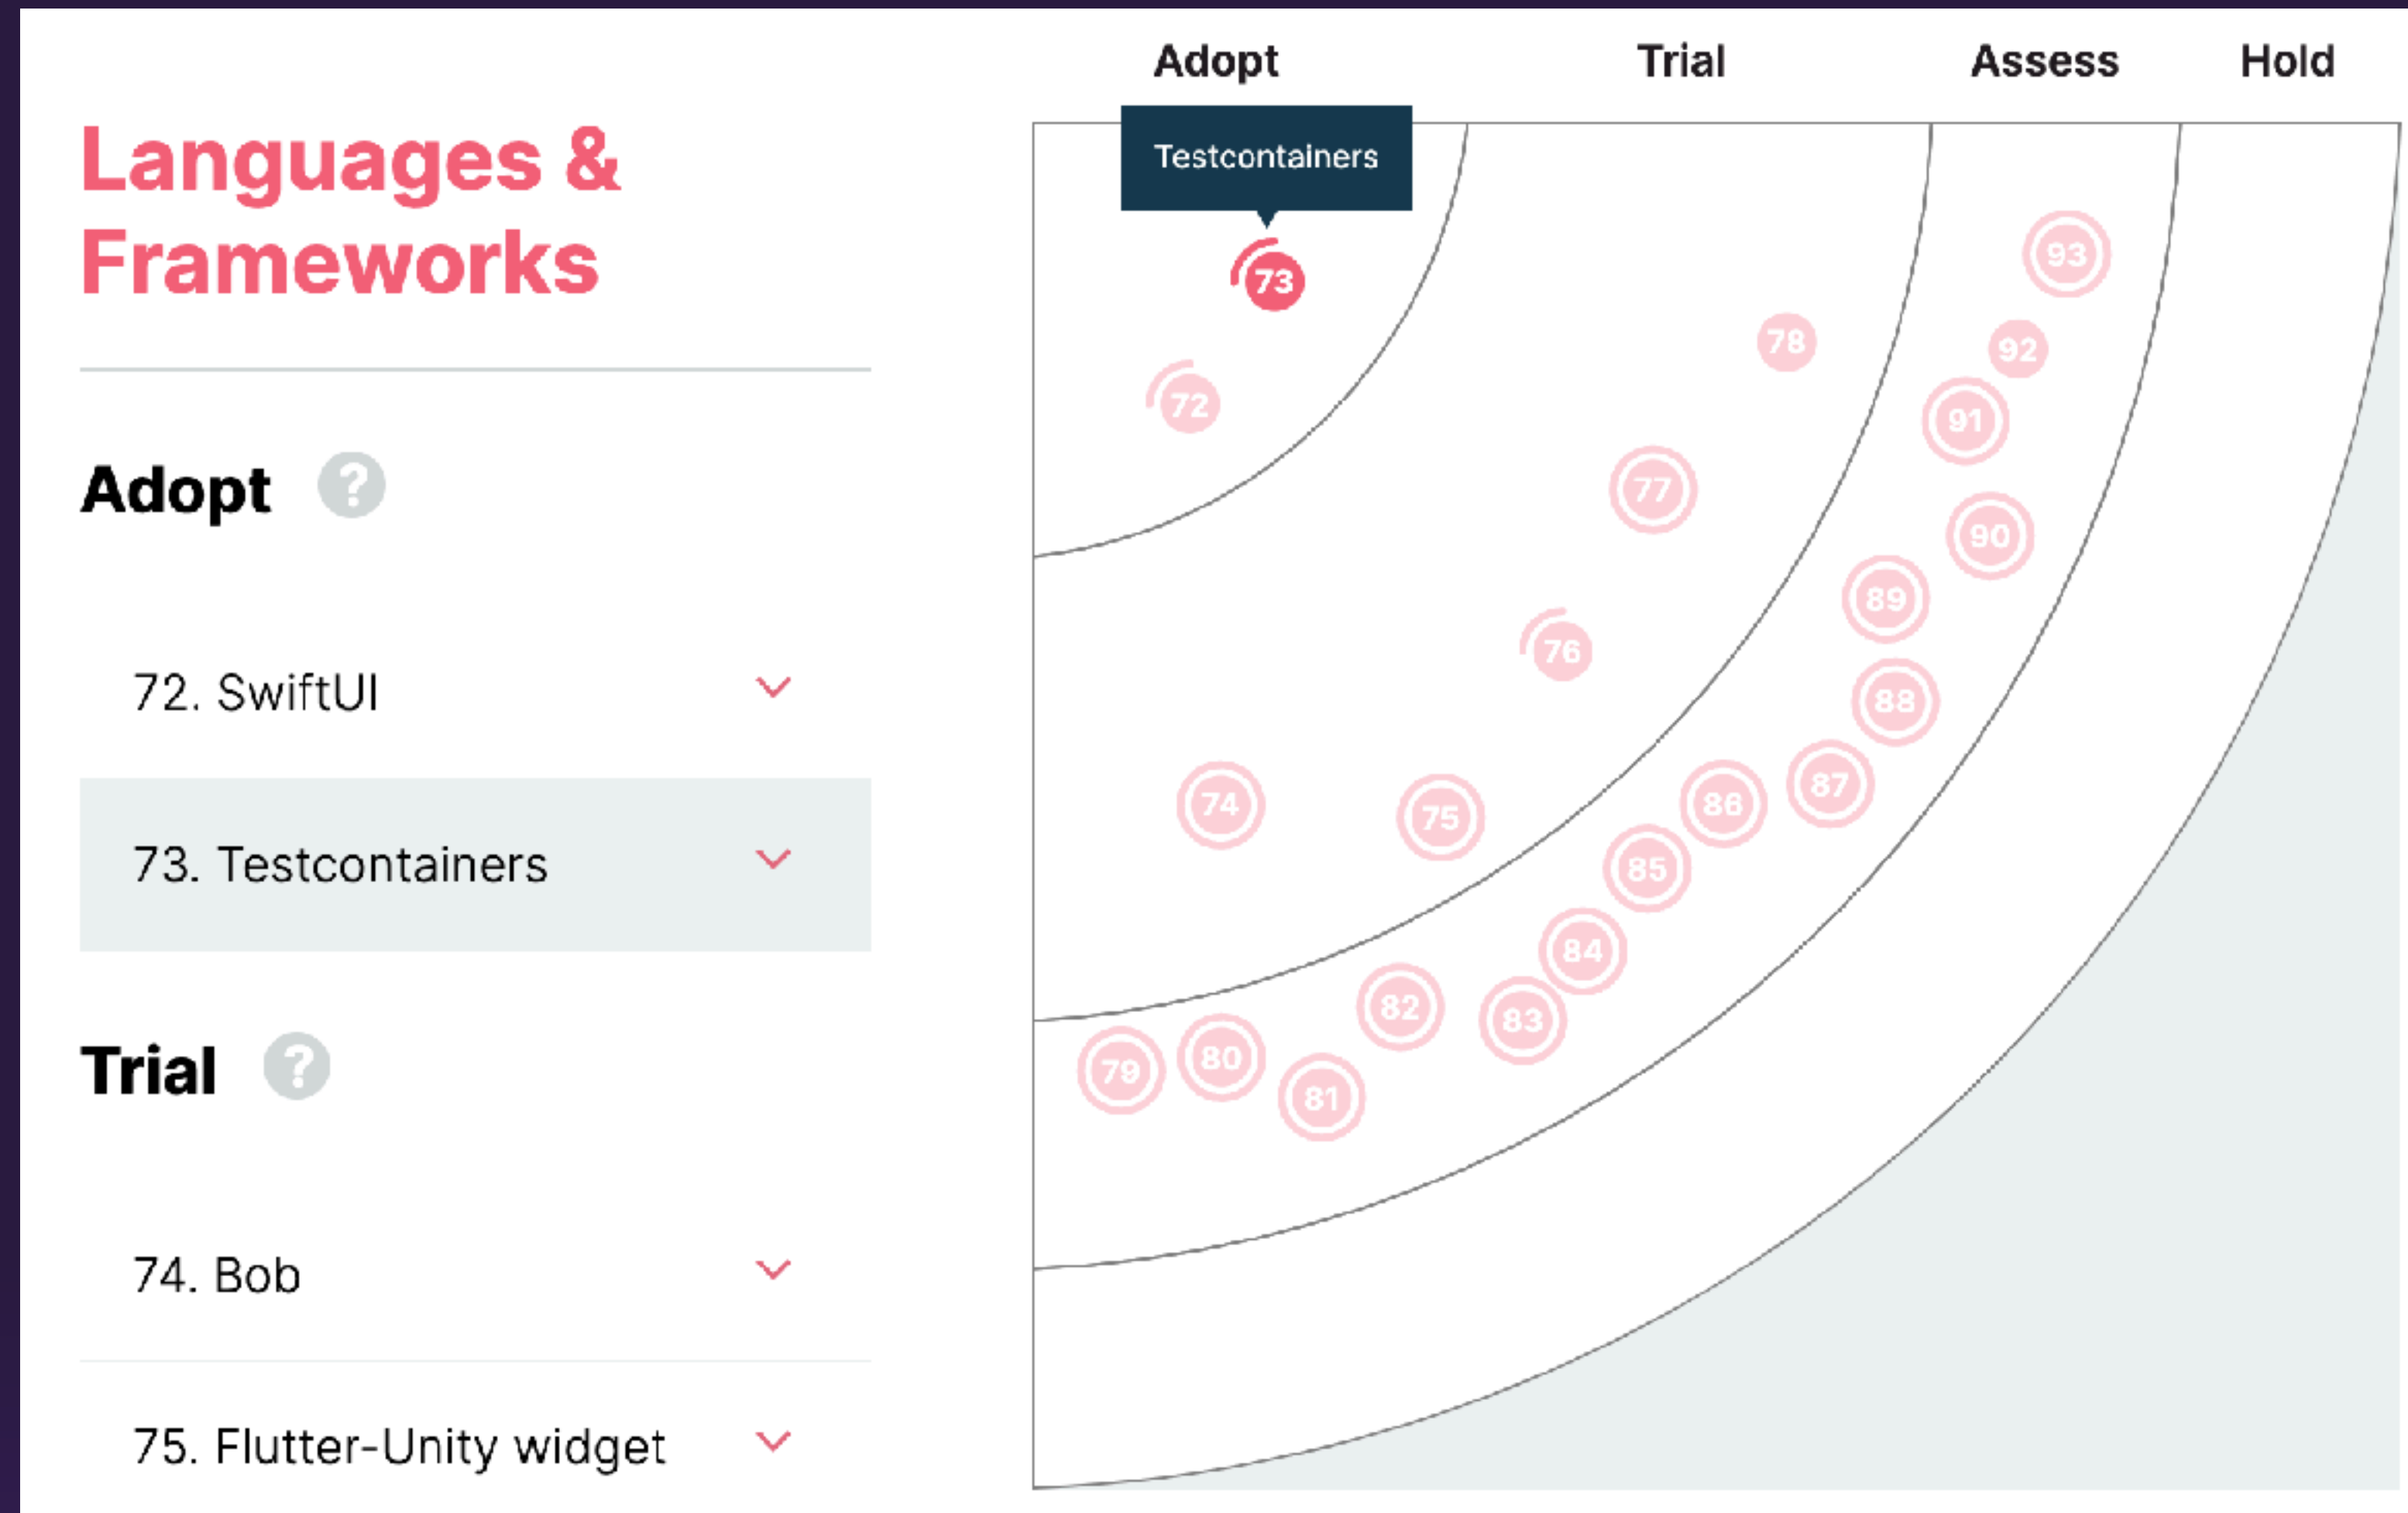 Languages &
Frameworks
Adopt ?
72. SwiftUI
73. Testcontainers
Trial ?
74. Bob
75. Flutter-Unity widget
Adopt Trial Assess Hold
Testcontainers
73
72
93
78
92
91
77
90
89
76
88
87
74
75
86
85
84
82
83
80
79
81